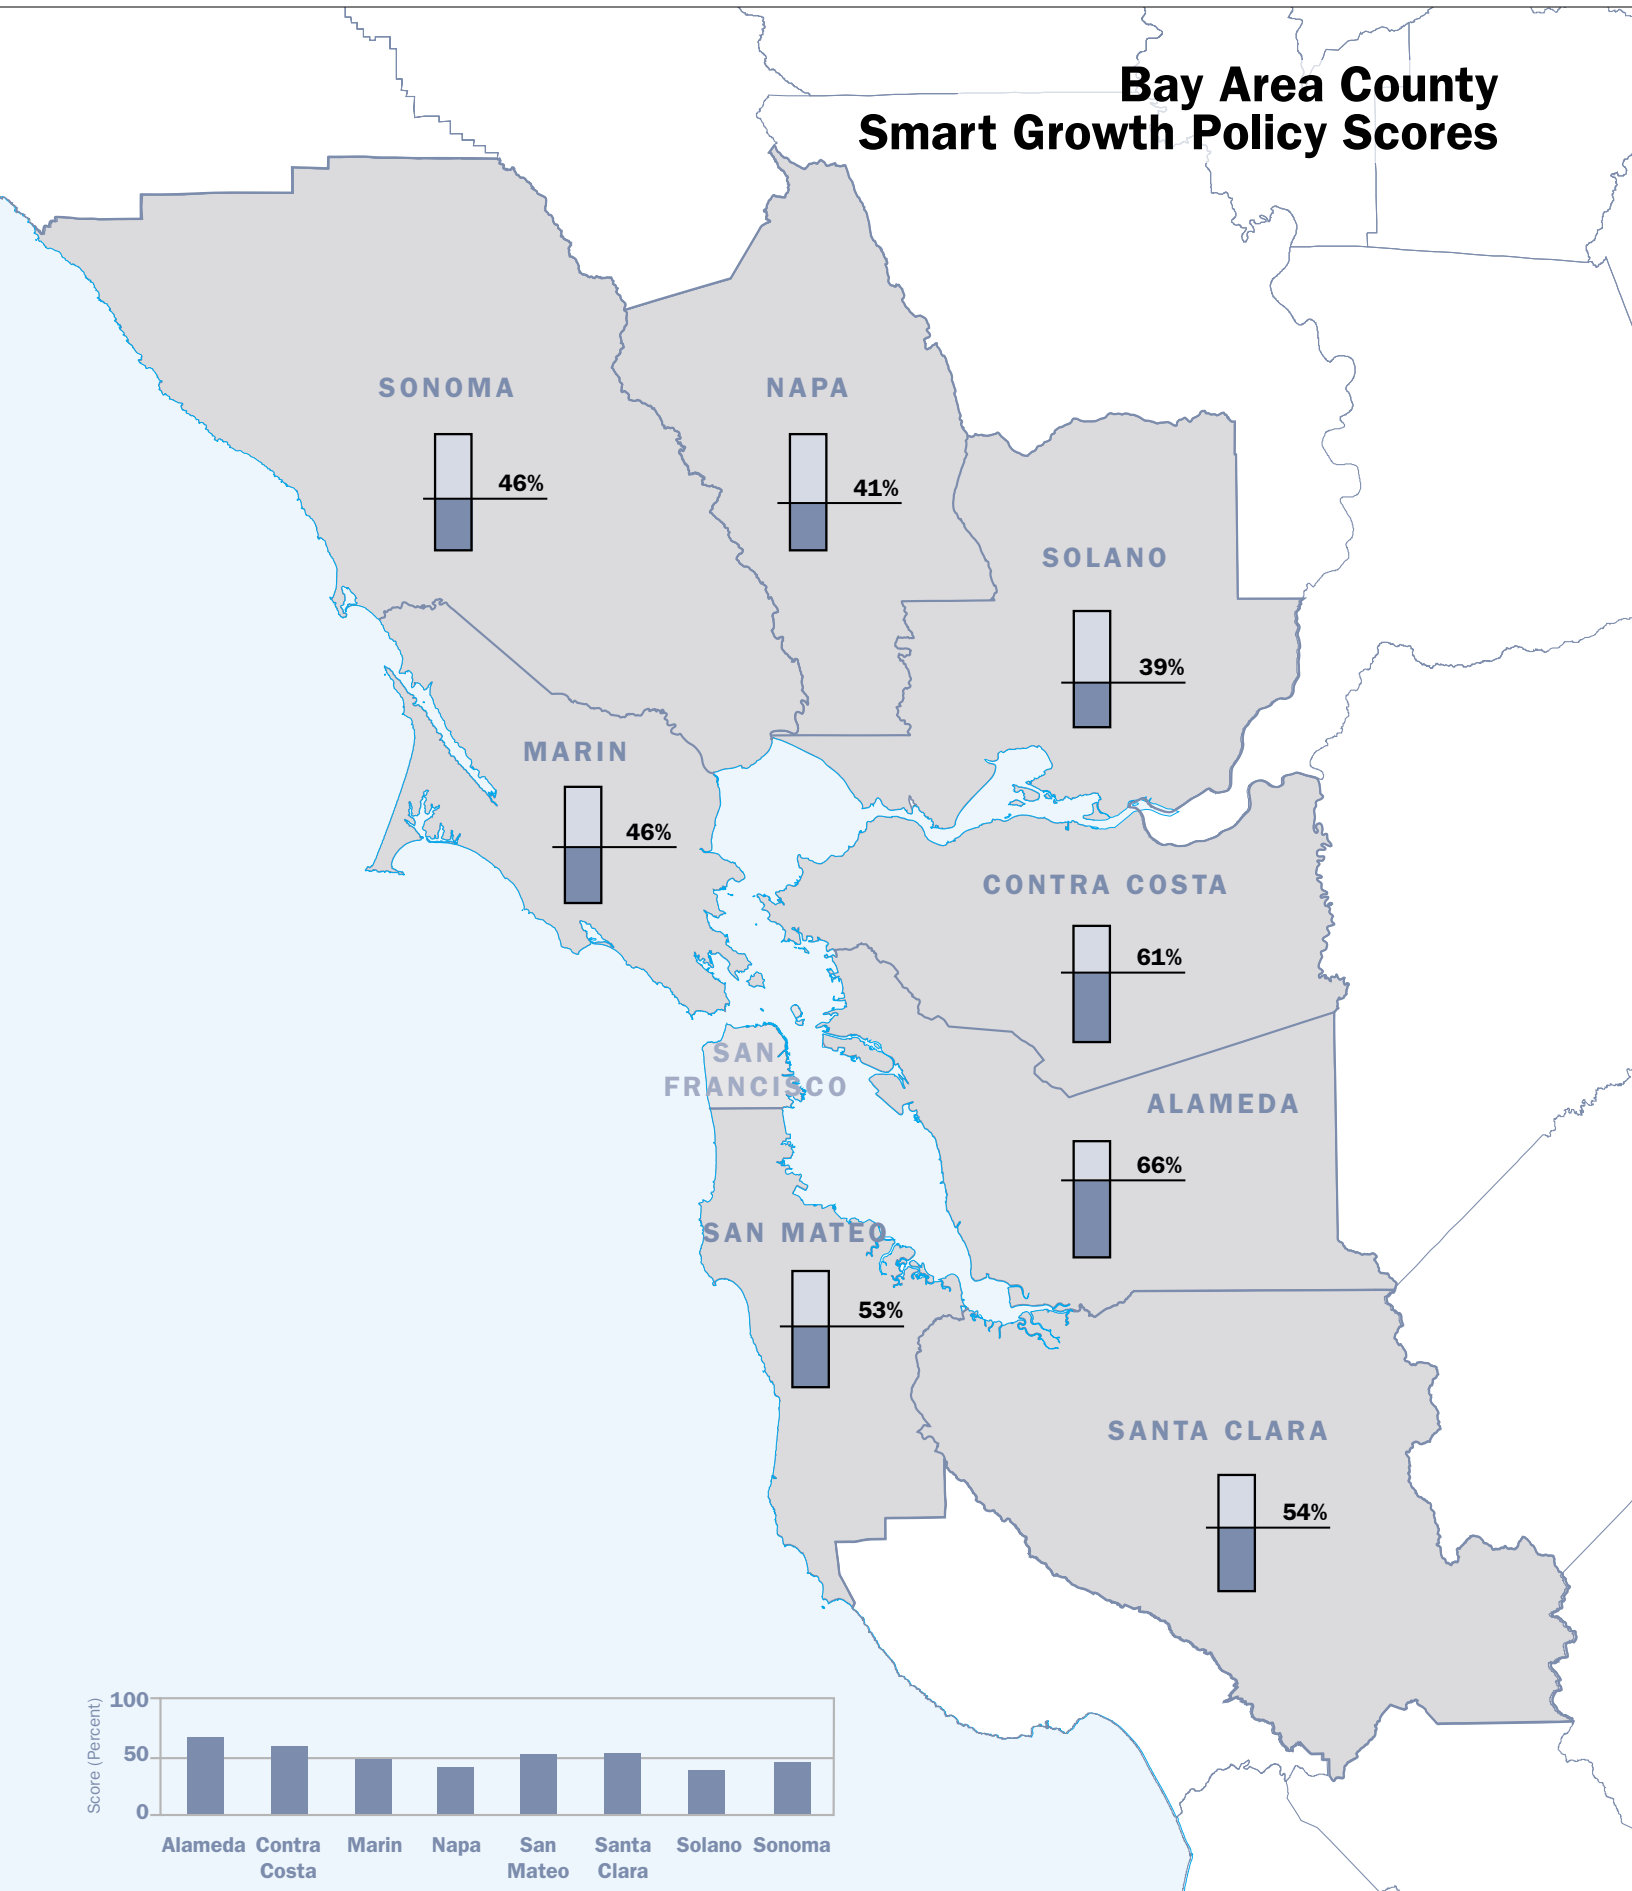 Bay Area County
Smart Growth Policy Scores
SONOMA
46%
NAPA
41%
SOLANO
39%
MARIN
46%
CONTRA COSTA
61%
SAN
FRANCISCO
ALAMEDA
66%
SAN MATEO
53%
SANTA CLARA
54%
Score (Percent)
100
50
0
Alameda
Contra
Costa
Marin
Napa
San
Mateo
Santa
Clara
Solano
Sonoma